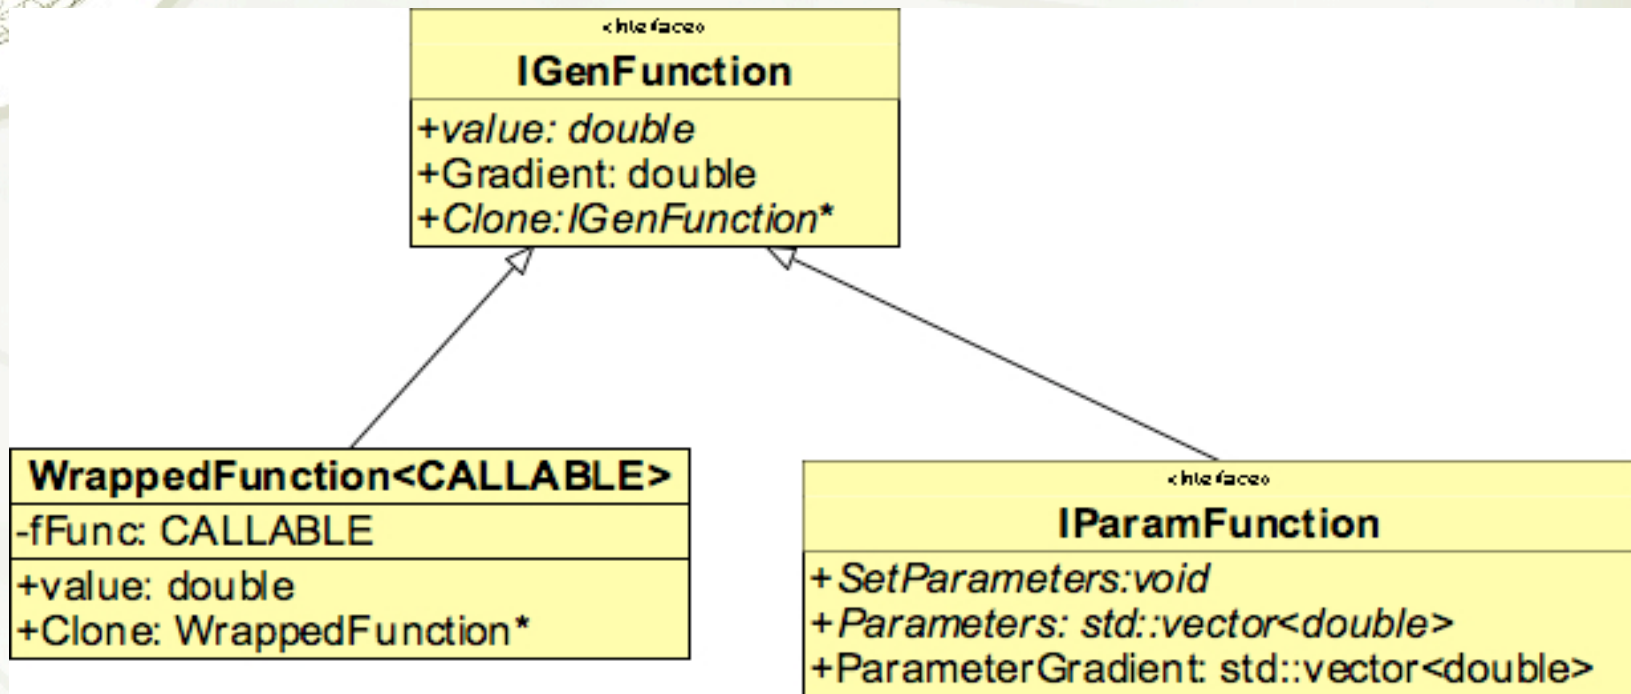 <Interface>
IGenFunction
+value: double
+Gradient: double
+Clone:IGenFunction*
WrappedFunction<CALLABLE>
-fFunc: CALLABLE
+value: double
+Clone: WrappedFunction*
<Interface>
IParamFunction
+SetParameters:void
+Parameters: std::vector<double>
+ParameterGradient: std::vector<double>